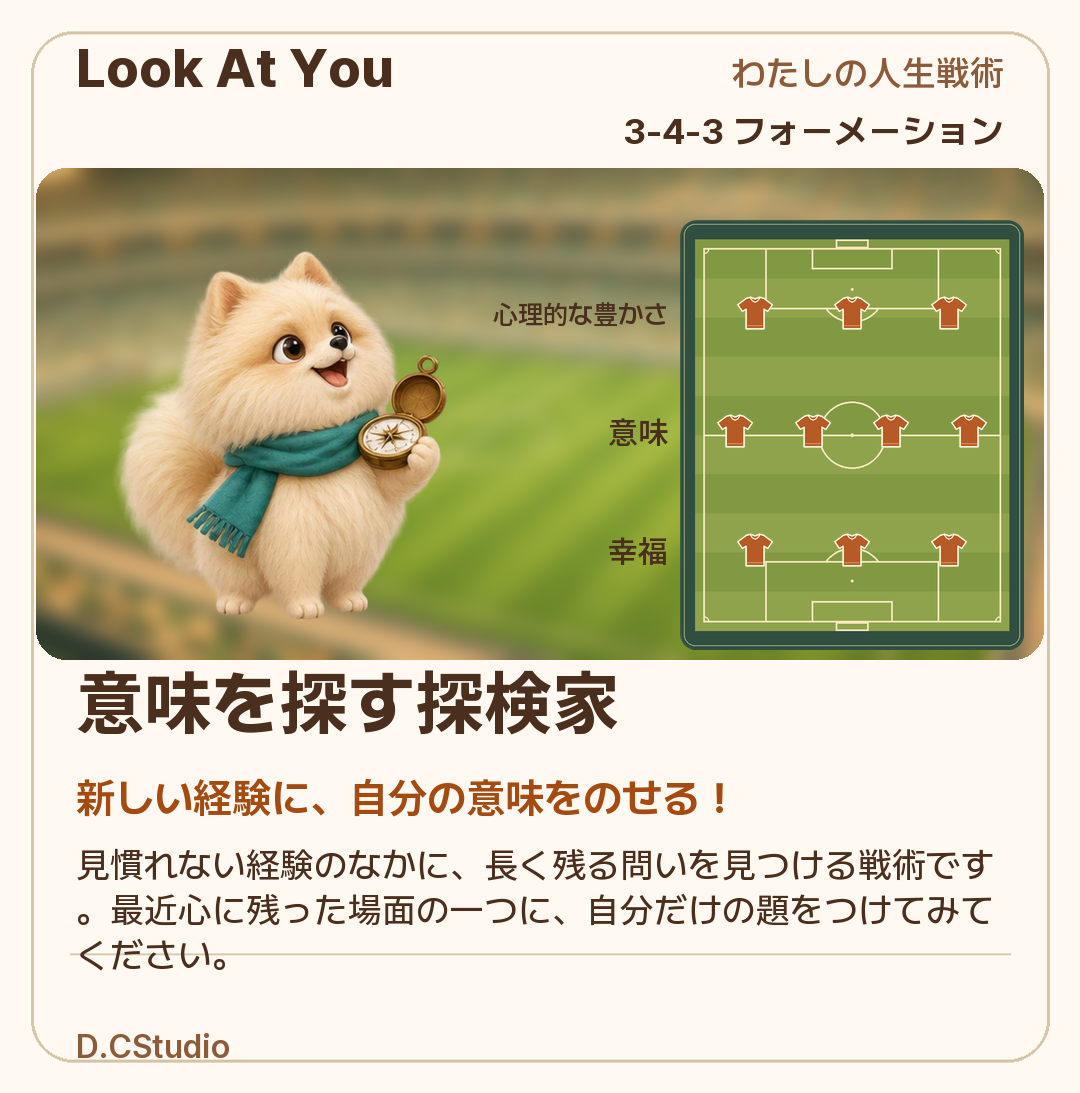 Look At You
わたしの人生戦術
3-4-3 フォーメーション
心理的な豊かさ
意味
幸福
意味を探す探検家
新しい経験に、自分の意味をのせる！
見慣れない経験のなかに、長く残る問いを見つける戦術です
。最近心に残った場面の一つに、自分だけの題をつけてみて
ください。
D.CStudio